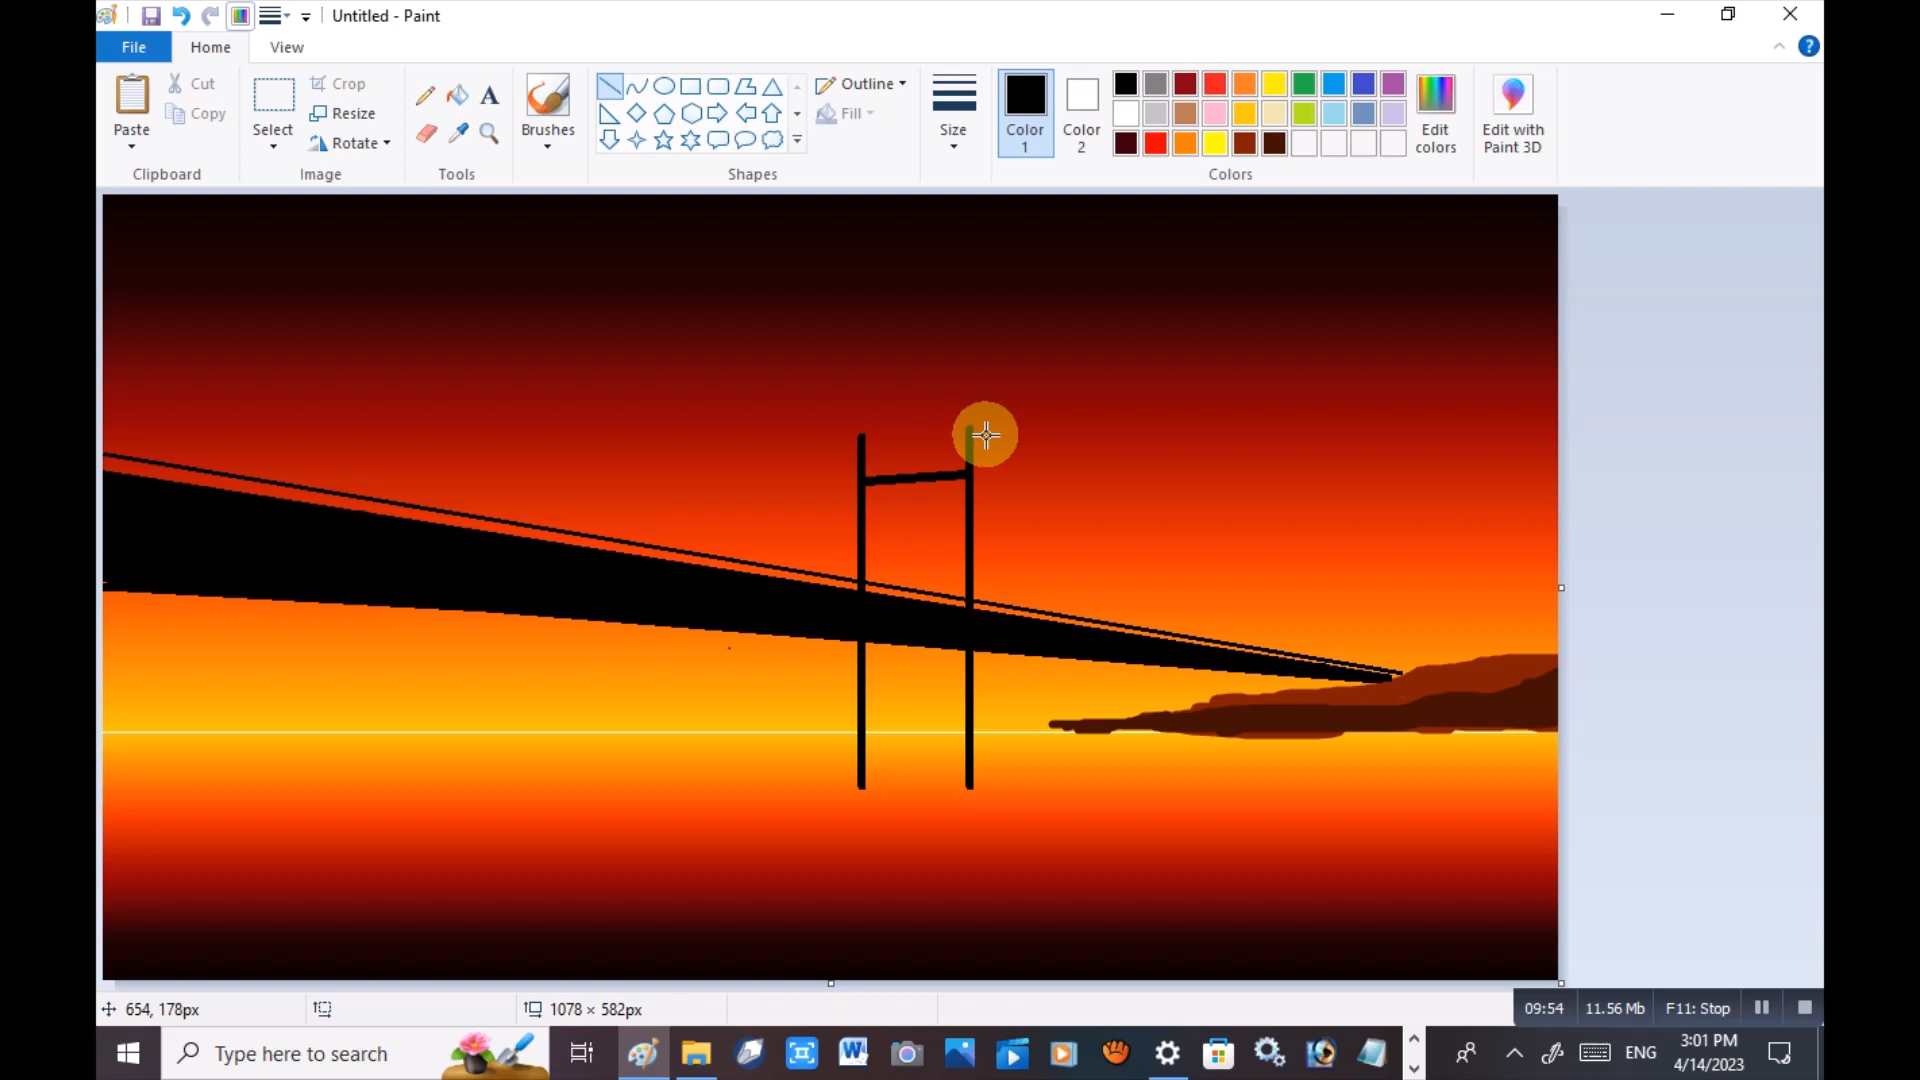 Untitled - Paint
File
Home
View
Paste
Cut
Copy
Clipboard
Select
Crop
Resize
Rotate
Image
A
Tools
Brushes
Outline
Fill
Shapes
Size
Color
1
Color
2
Edit
colors
Colors
Edit with
Paint 3D
?
654, 178px
1078 × 582px
09:54
11.56 Mb
F11: Stop
Type here to search
W
ENG
3:01 PM
4/14/2023